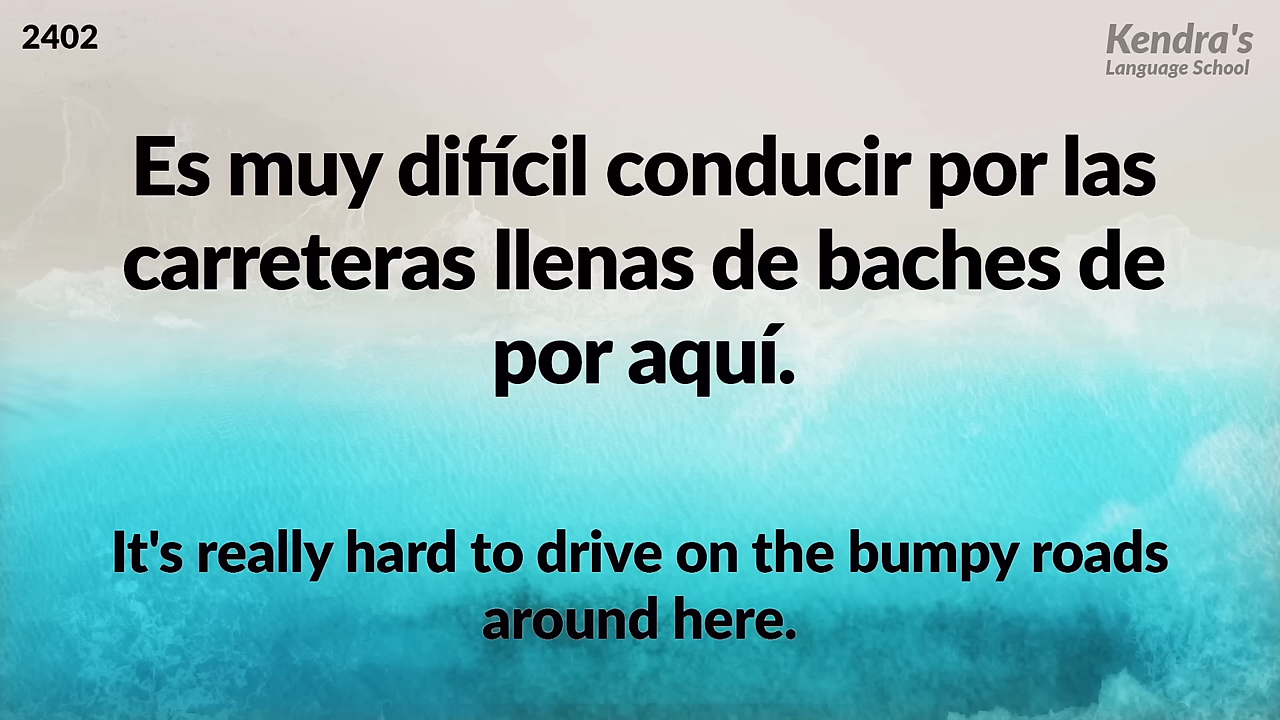 2402
Kendra's
Language School
Es muy difícil conducir por las
carreteras llenas de baches de
por aquí.
It's really hard to drive on the bumpy roads
around here.